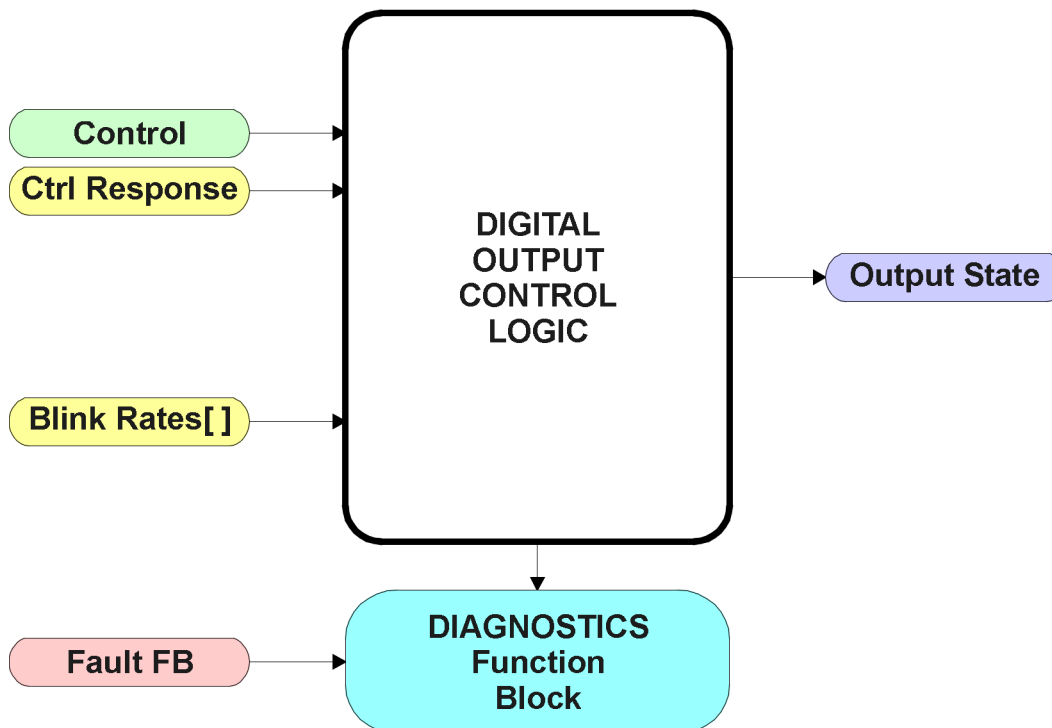 Control
Ctrl Response
DIGITAL
OUTPUT
CONTROL
LOGIC
Output State
Blink Rates[ ]
DIAGNOSTICS
Function
Block
Fault FB